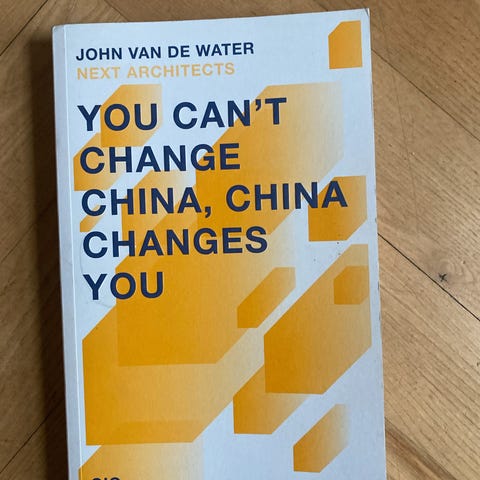 JOHN VAN DE WATER
NEXT ARCHITECTS
YOU CAN'T
CHANGE
CHINA, CHINA
CHANGES
YOU